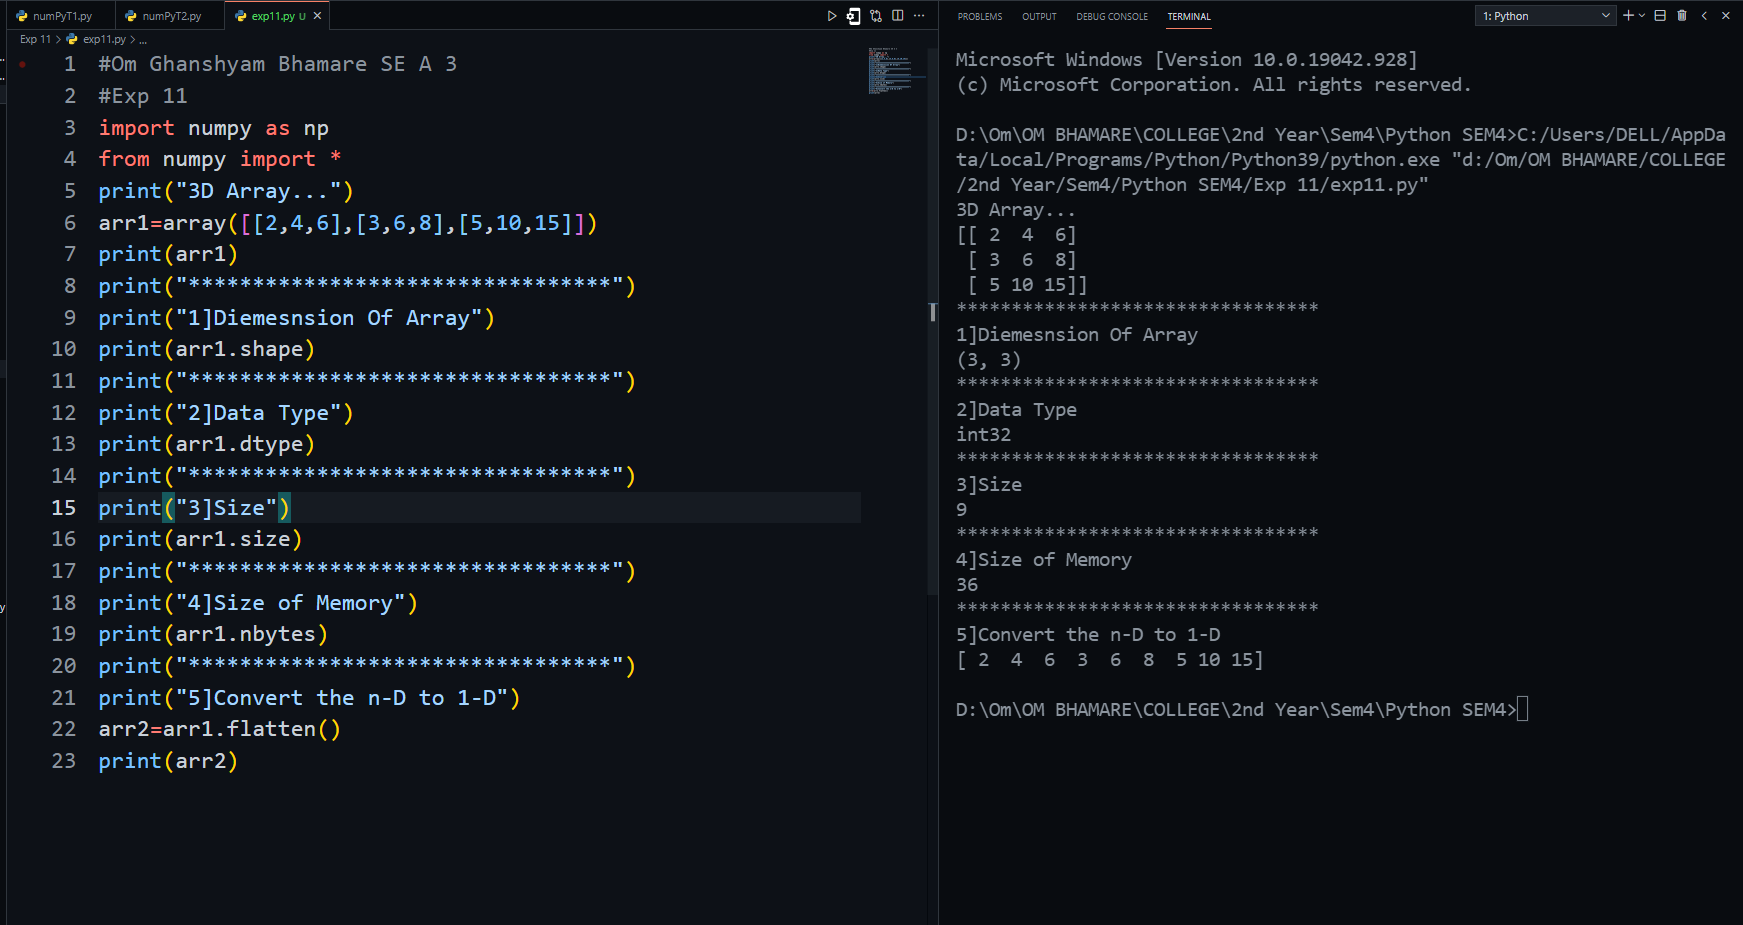 numPyT1.py
numPyT2.py
exp11.py U
Exp 11 > exp11.py > ...
1 #Om Ghanshyam Bhamare SE A 3
2 #Exp 11
3 import numpy as np
4 from numpy import *
5 print("3D Array...")
6 arr1=array([[2,4,6],[3,6,8],[5,10,15]])
7 print(arr1)
8 print("*********************************")
9 print("1]Diemesnsion Of Array")
10 print(arr1.shape)
11 print("*********************************")
12 print("2]Data Type")
13 print(arr1.dtype)
14 print("*********************************")
15 print("3]Size")
16 print(arr1.size)
17 print("*********************************")
18 print("4]Size of Memory")
19 print(arr1.nbytes)
20 print("*********************************")
21 print("5]Convert the n-D to 1-D")
22 arr2=arr1.flatten()
23 print(arr2)
PROBLEMS OUTPUT DEBUG CONSOLE TERMINAL
1: Python
Microsoft Windows [Version 10.0.19042.928]
(c) Microsoft Corporation. All rights reserved.
D:\Om\OM BHAMARE\COLLEGE\2nd Year\Sem4\Python SEM4>C:/Users/DELL/AppDa
ta/Local/Programs/Python/Python39/python.exe "d:/Om/OM BHAMARE/COLLEGE
/2nd Year/Sem4/Python SEM4/Exp 11/exp11.py"
3D Array...
[[ 2  4  6]
 [ 3  6  8]
 [ 5 10 15]]
*********************************
1]Diemesnsion Of Array
(3, 3)
*********************************
2]Data Type
int32
*********************************
3]Size
9
*********************************
4]Size of Memory
36
*********************************
5]Convert the n-D to 1-D
[ 2  4  6  3  6  8  5 10 15]
D:\Om\OM BHAMARE\COLLEGE\2nd Year\Sem4\Python SEM4>